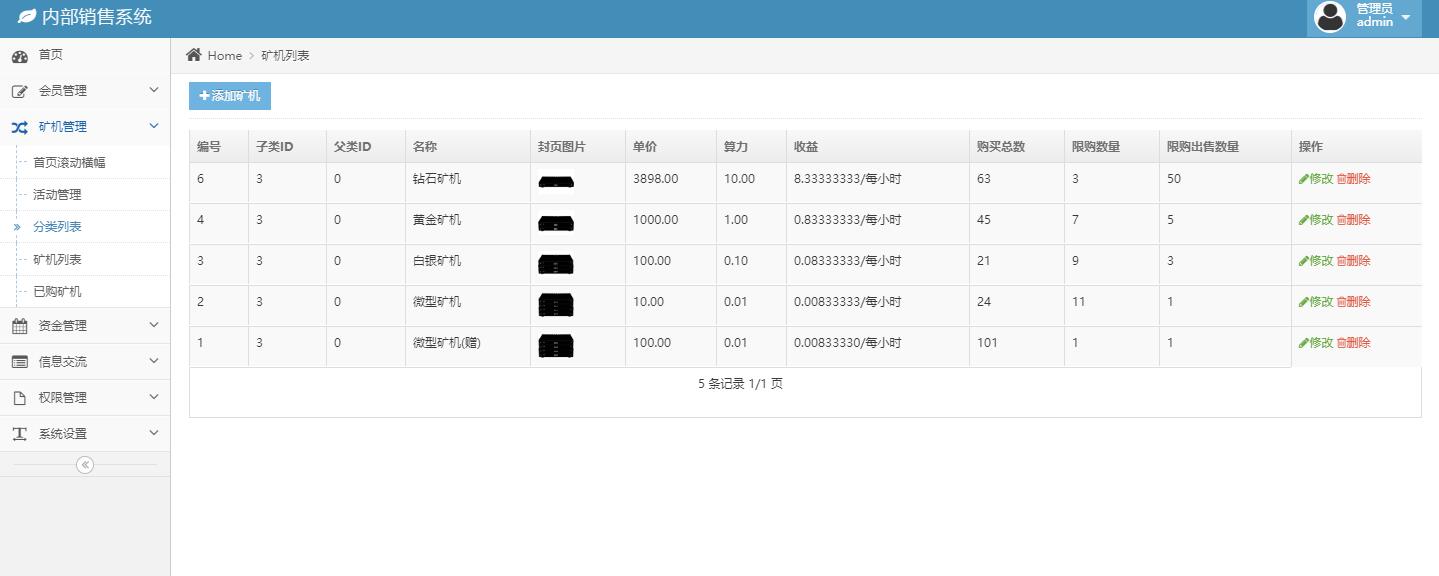 内部销售系统
管理员
admin
首页
会员管理
矿机管理
首页滚动横幅
活动管理
分类列表
矿机列表
已购矿机
资金管理
信息交流
权限管理
系统设置
Home > 矿机列表
添加矿机
编号 子类ID 父类ID 名称 封页图片 单价 算力 收益 购买总数 限购数量 限购出售数量 操作
6 3 0 钻石矿机 3898.00 10.00 8.33333333/每小时 63 3 50 修改 删除
4 3 0 黄金矿机 1000.00 1.00 0.83333333/每小时 45 7 5 修改 删除
3 3 0 白银矿机 100.00 0.10 0.08333333/每小时 21 9 3 修改 删除
2 3 0 微型矿机 10.00 0.01 0.00833333/每小时 24 11 1 修改 删除
1 3 0 微型矿机(赠) 100.00 0.01 0.00833330/每小时 101 1 1 修改 删除
5 条记录 1/1 页